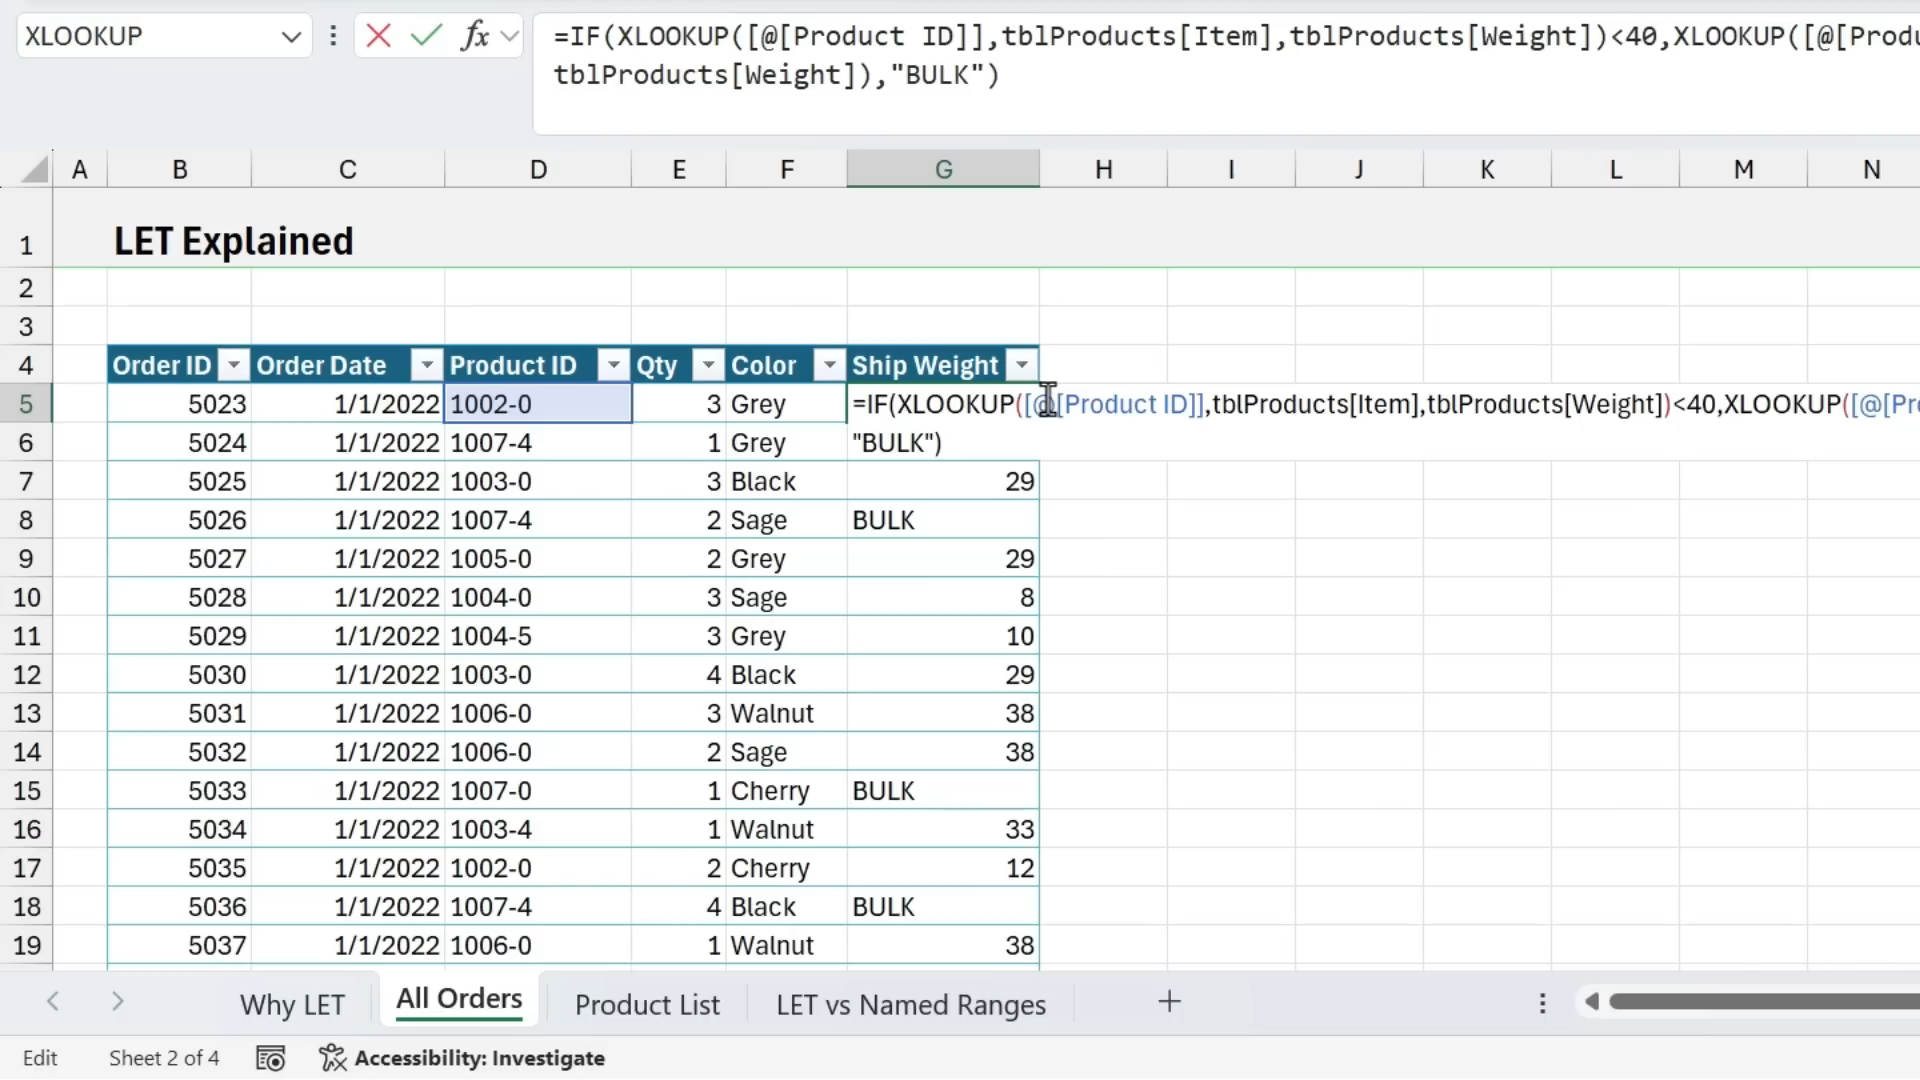 XLOOKUP
fx
=IF(XLOOKUP([@[Product ID]],tblProducts[Item],tblProducts[Weight])<40,XLOOKUP([@[Produ
tblProducts[Weight]),"BULK")
A B C D E F G H I J K L M N
1 LET Explained
2
3
4 Order ID Order Date Product ID Qty Color Ship Weight
5 5023 1/1/2022 1002-0 3 Grey =IF(XLOOKUP([@[Product ID]],tblProducts[Item],tblProducts[Weight])<40,XLOOKUP([@[Pr
6 5024 1/1/2022 1007-4 1 Grey "BULK")
7 5025 1/1/2022 1003-0 3 Black 29
8 5026 1/1/2022 1007-4 2 Sage BULK
9 5027 1/1/2022 1005-0 2 Grey 29
10 5028 1/1/2022 1004-0 3 Sage 8
11 5029 1/1/2022 1004-5 3 Grey 10
12 5030 1/1/2022 1003-0 4 Black 29
13 5031 1/1/2022 1006-0 3 Walnut 38
14 5032 1/1/2022 1006-0 2 Sage 38
15 5033 1/1/2022 1007-0 1 Cherry BULK
16 5034 1/1/2022 1003-4 1 Walnut 33
17 5035 1/1/2022 1002-0 2 Cherry 12
18 5036 1/1/2022 1007-4 4 Black BULK
19 5037 1/1/2022 1006-0 1 Walnut 38
Why LET All Orders Product List LET vs Named Ranges
Edit Sheet 2 of 4 Accessibility: Investigate